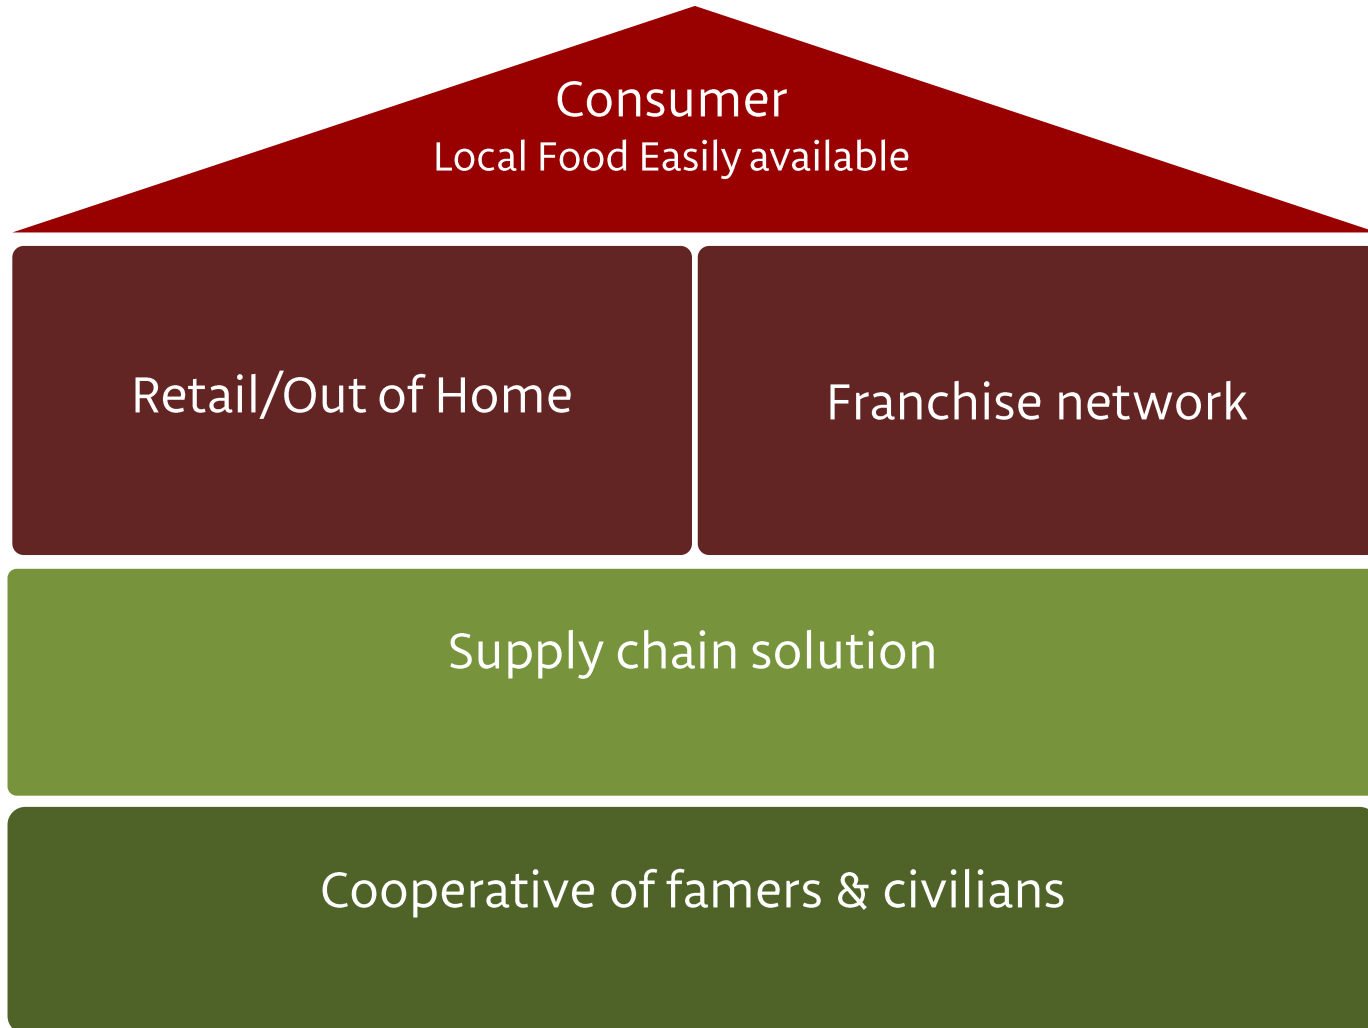 Consumer
Local Food Easily available
Retail/Out of Home
Franchise network
Supply chain solution
Cooperative of famers & civilians